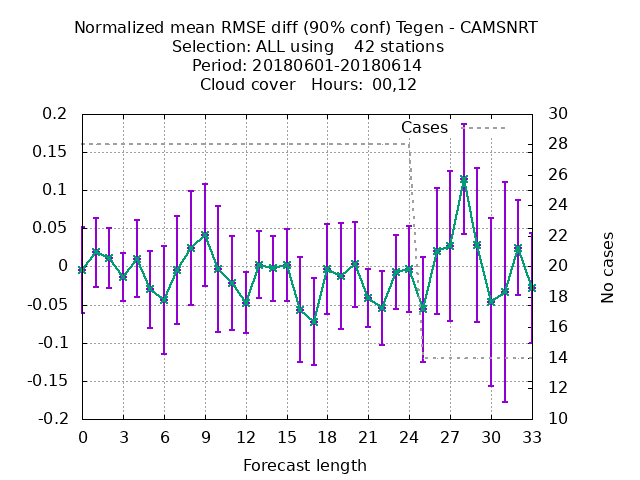 Normalized mean RMSE diff (90% conf) Tegen - CAMSNRT
Selection: ALL using    42 stations
Period: 20180601-20180614
Cloud cover   Hours:  00,12
Cases
0.2
0.15
0.1
0.05
0
-0.05
-0.1
-0.15
-0.2
30
28
26
24
22
20
18
16
14
12
10
No cases
0 3 6 9 12 15 18 21 24 27 30 33
Forecast length